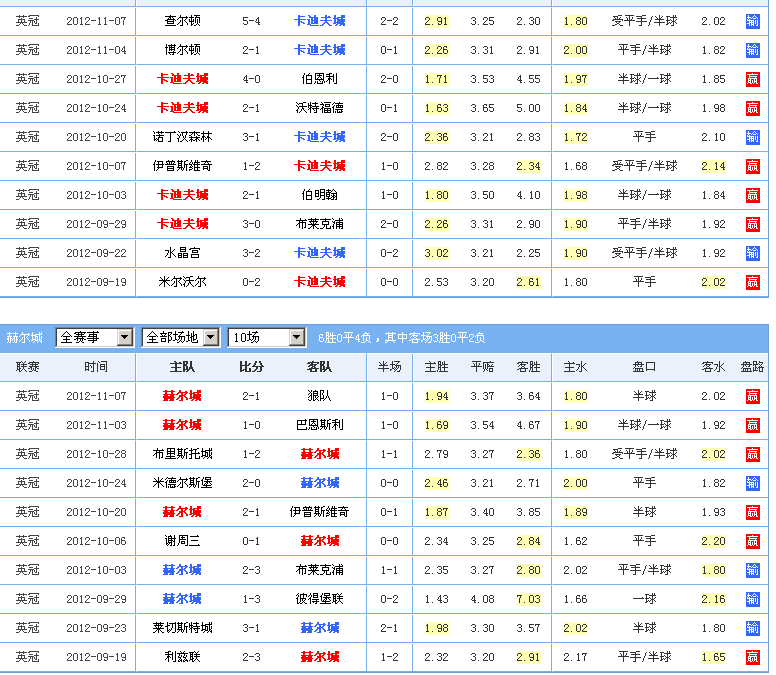 英冠 2012-11-07 查尔顿 5-4 卡迪夫城 2-2 2.91 3.25 2.30 1.80 受平手/半球 2.02 输
英冠 2012-11-04 博尔顿 2-1 卡迪夫城 0-1 2.26 3.31 2.91 2.00 平手/半球 1.82 输
英冠 2012-10-27 卡迪夫城 4-0 伯恩利 2-0 1.71 3.53 4.55 1.97 半球/一球 1.85 赢
英冠 2012-10-24 卡迪夫城 2-1 沃特福德 0-1 1.63 3.65 5.00 1.84 半球/一球 1.98 赢
英冠 2012-10-20 诺丁汉森林 3-1 卡迪夫城 2-0 2.36 3.21 2.83 1.72 平手 2.10 输
英冠 2012-10-07 伊普斯维奇 1-2 卡迪夫城 1-0 2.82 3.28 2.34 1.68 受平手/半球 2.14 赢
英冠 2012-10-03 卡迪夫城 2-1 伯明翰 1-0 1.80 3.50 4.10 1.98 半球/一球 1.84 赢
英冠 2012-09-29 卡迪夫城 3-0 布莱克浦 2-0 2.26 3.31 2.90 1.90 平手/半球 1.92 赢
英冠 2012-09-22 水晶宫 3-2 卡迪夫城 0-2 3.02 3.21 2.25 1.90 受平手/半球 1.92 输
英冠 2012-09-19 米尔沃尔 0-2 卡迪夫城 0-0 2.53 3.20 2.61 1.80 平手 2.02 赢
赫尔城 全赛事 全部场地 10场 6胜0平4负，其中客场3胜0平2负
联赛 时间 主队 比分 客队 半场 主胜 平赔 客胜 主水 盘口 客水 盘路
英冠 2012-11-07 赫尔城 2-1 狼队 1-0 1.94 3.37 3.64 1.80 半球 2.02 赢
英冠 2012-11-03 赫尔城 1-0 巴恩斯利 1-0 1.69 3.54 4.67 1.90 半球/一球 1.92 赢
英冠 2012-10-28 布里斯托城 1-2 赫尔城 1-1 2.79 3.27 2.36 1.80 受平手/半球 2.02 赢
英冠 2012-10-24 米德尔斯堡 2-0 赫尔城 0-0 2.46 3.21 2.71 2.00 平手 1.82 输
英冠 2012-10-20 赫尔城 2-1 伊普斯维奇 0-1 1.87 3.40 3.85 1.89 半球 1.93 赢
英冠 2012-10-06 谢周三 0-1 赫尔城 0-0 2.34 3.25 2.84 1.62 平手 2.20 赢
英冠 2012-10-03 赫尔城 2-3 布莱克浦 1-1 2.35 3.27 2.80 2.02 平手/半球 1.80 输
英冠 2012-09-29 赫尔城 1-3 彼得堡联 0-2 1.43 4.08 7.03 1.66 一球 2.16 输
英冠 2012-09-23 莱切斯特城 3-1 赫尔城 2-1 1.98 3.30 3.57 2.02 半球 1.80 输
英冠 2012-09-19 利兹联 2-3 赫尔城 1-2 2.32 3.20 2.91 2.17 平手/半球 1.65 赢